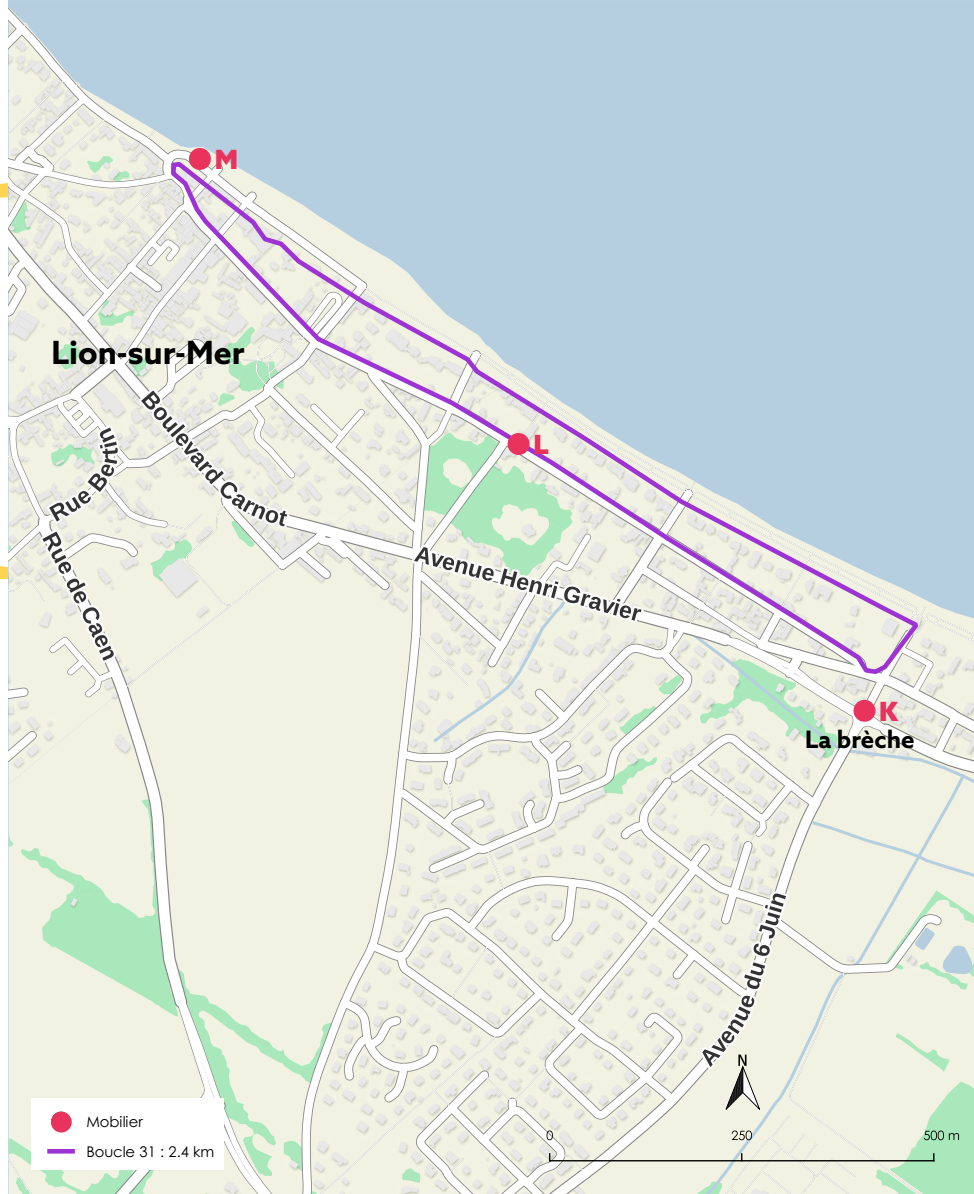 M
Lion-sur-Mer
L
Boulevard Carnot
Rue Bertin
Rue de Caen
Avenue Henri Gravier
K
La brèche
Avenue du 6 Juin
N
Mobilier
Boucle 31 : 2.4 km
0 250 500 m